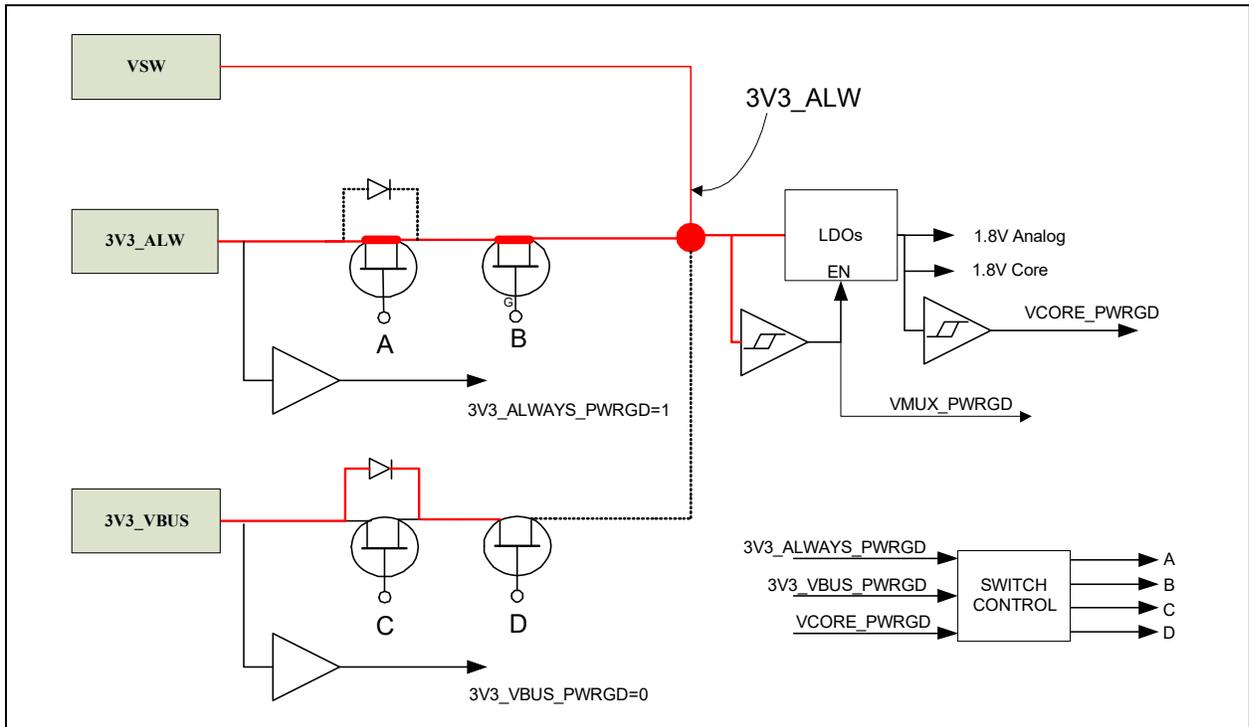 VSW
3V3_ALW
3V3_ALW
LDOs
EN
1.8V Analog
1.8V Core
VCORE_PWRGD
G
A
B
3V3_ALWAYS_PWRGD=1
VMUX_PWRGD
3V3_VBUS
C
D
3V3_VBUS_PWRGD=0
3V3_ALWAYS_PWRGD
3V3_VBUS_PWRGD
VCORE_PWRGD
SWITCH
CONTROL
A
B
C
D